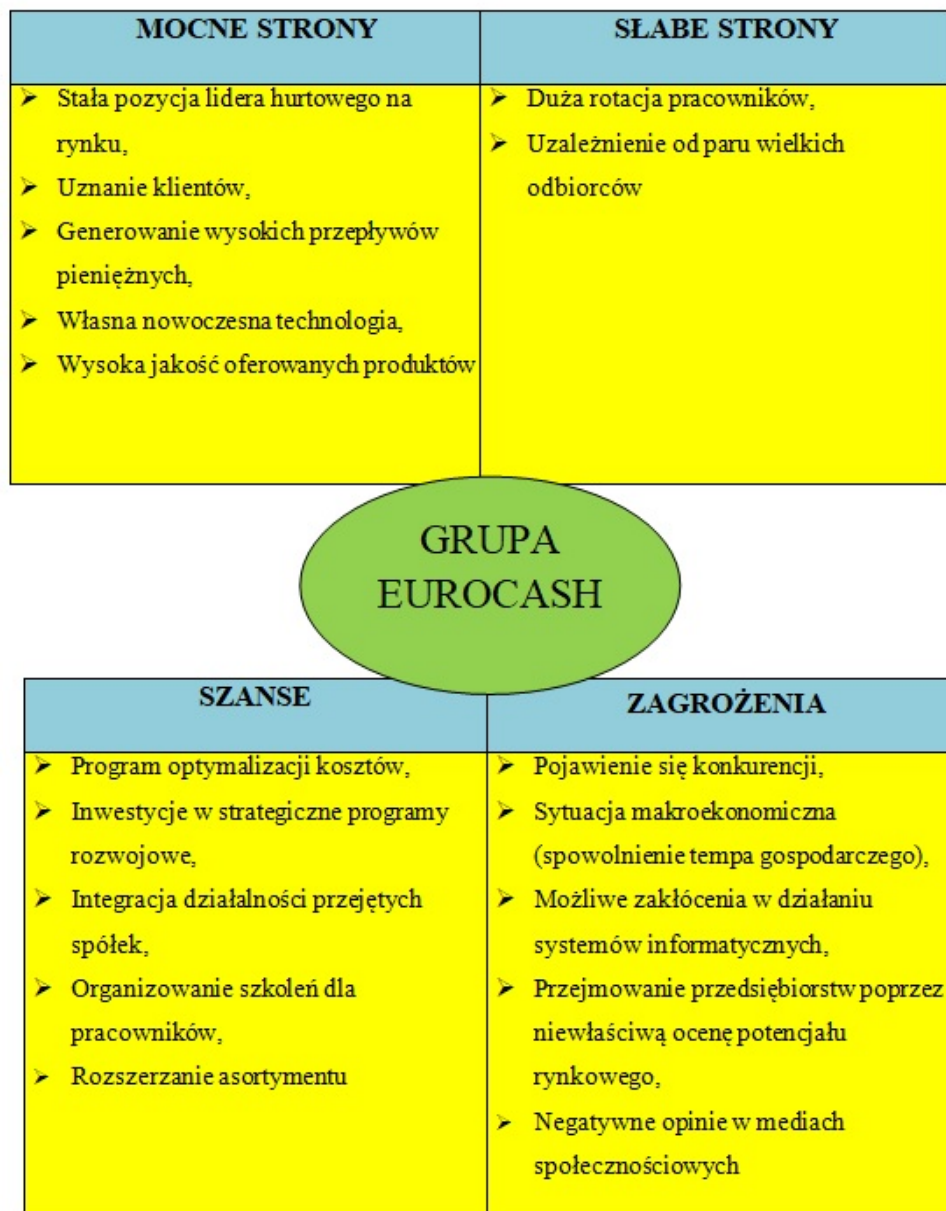 MOCNE STRONY
SŁABE STRONY
➢ Stała pozycja lidera hurtowego na
rynku,
➢ Uznanie klientów,
➢ Generowanie wysokich przepływów
pieniężnych,
➢ Własna nowoczesna technologia,
➢ Wysoka jakość oferowanych produktów
➢ Duża rotacja pracowników,
➢ Uzależnienie od paru wielkich
odbiorców
GRUPA
EUROCASH
SZANSE
ZAGROŻENIA
➢ Program optymalizacji kosztów,
➢ Inwestycje w strategiczne programy
rozwojowe,
➢ Integracja działalności przejętych
spółek,
➢ Organizowanie szkoleń dla
pracowników,
➢ Rozszerzanie asortymentu
➢ Pojawienie się konkurencji,
➢ Sytuacja makroekonomiczna
(spowolnienie tempa gospodarczego),
➢ Możliwe zakłócenia w działaniu
systemów informatycznych,
➢ Przejmowanie przedsiębiorstw poprzez
niewłaściwą ocenę potencjału
rynkowego,
➢ Negatywne opinie w mediach
społecznościowych